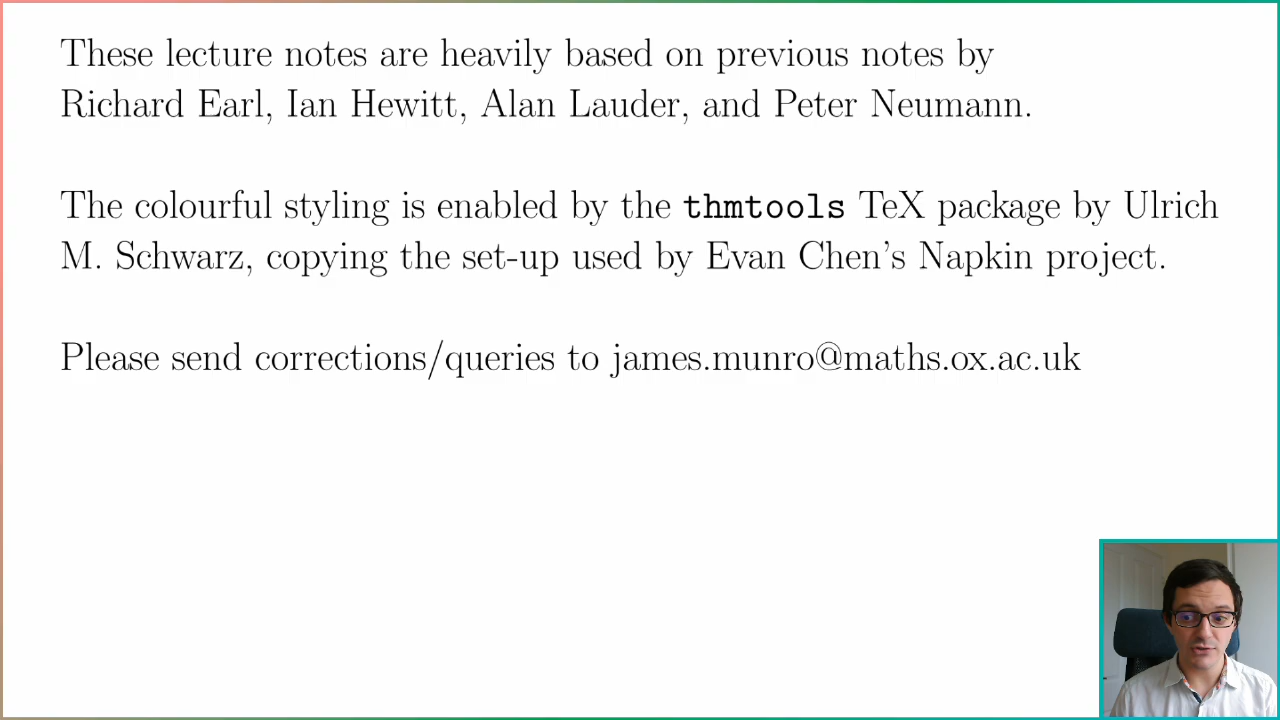 These lecture notes are heavily based on previous notes by
Richard Earl, Ian Hewitt, Alan Lauder, and Peter Neumann.
The colourful styling is enabled by the thmtools TeX package by Ulrich
M. Schwarz, copying the set-up used by Evan Chen's Napkin project.
Please send corrections/queries to james.munro@maths.ox.ac.uk